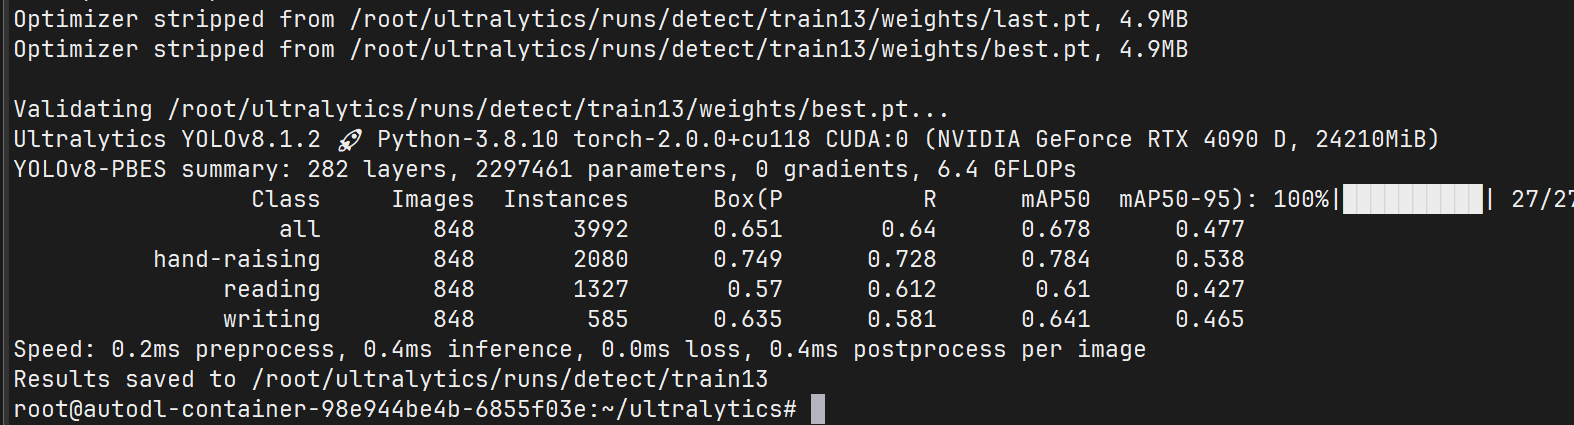 Optimizer stripped from /root/ultralytics/runs/detect/train13/weights/last.pt, 4.9MB
Optimizer stripped from /root/ultralytics/runs/detect/train13/weights/best.pt, 4.9MB
Validating /root/ultralytics/runs/detect/train13/weights/best.pt...
Ultralytics YOLOv8.1.2 🚀 Python-3.8.10 torch-2.0.0+cu118 CUDA:0 (NVIDIA GeForce RTX 4090 D, 24210MiB)
YOLOv8-PBES summary: 282 layers, 2297461 parameters, 0 gradients, 6.4 GFLOPs
Class Images Instances Box(P R mAP50 mAP50-95): 100%|██████████| 27/27
all 848 3992 0.651 0.64 0.678 0.477
hand-raising 848 2080 0.749 0.728 0.784 0.538
reading 848 1327 0.57 0.612 0.61 0.427
writing 848 585 0.635 0.581 0.641 0.465
Speed: 0.2ms preprocess, 0.4ms inference, 0.0ms loss, 0.4ms postprocess per image
Results saved to /root/ultralytics/runs/detect/train13
root@autodl-container-98e944be4b-6855f03e:~/ultralytics#